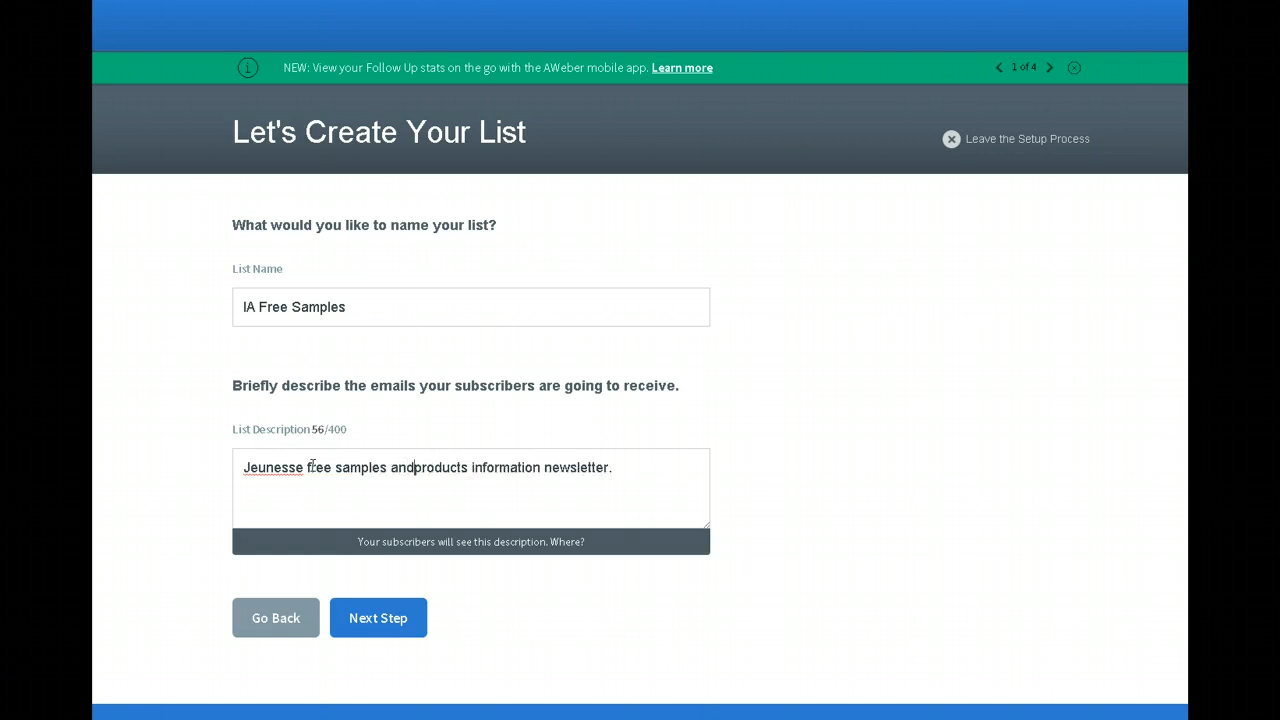 NEW: View your Follow Up stats on the go with the AWeber mobile app. Learn more
1 of 4
Let's Create Your List
Leave the Setup Process
What would you like to name your list?
List Name
IA Free Samples
Briefly describe the emails your subscribers are going to receive.
List Description 56/400
Jeunesse free samples andproducts information newsletter.
Your subscribers will see this description. Where?
Go Back
Next Step